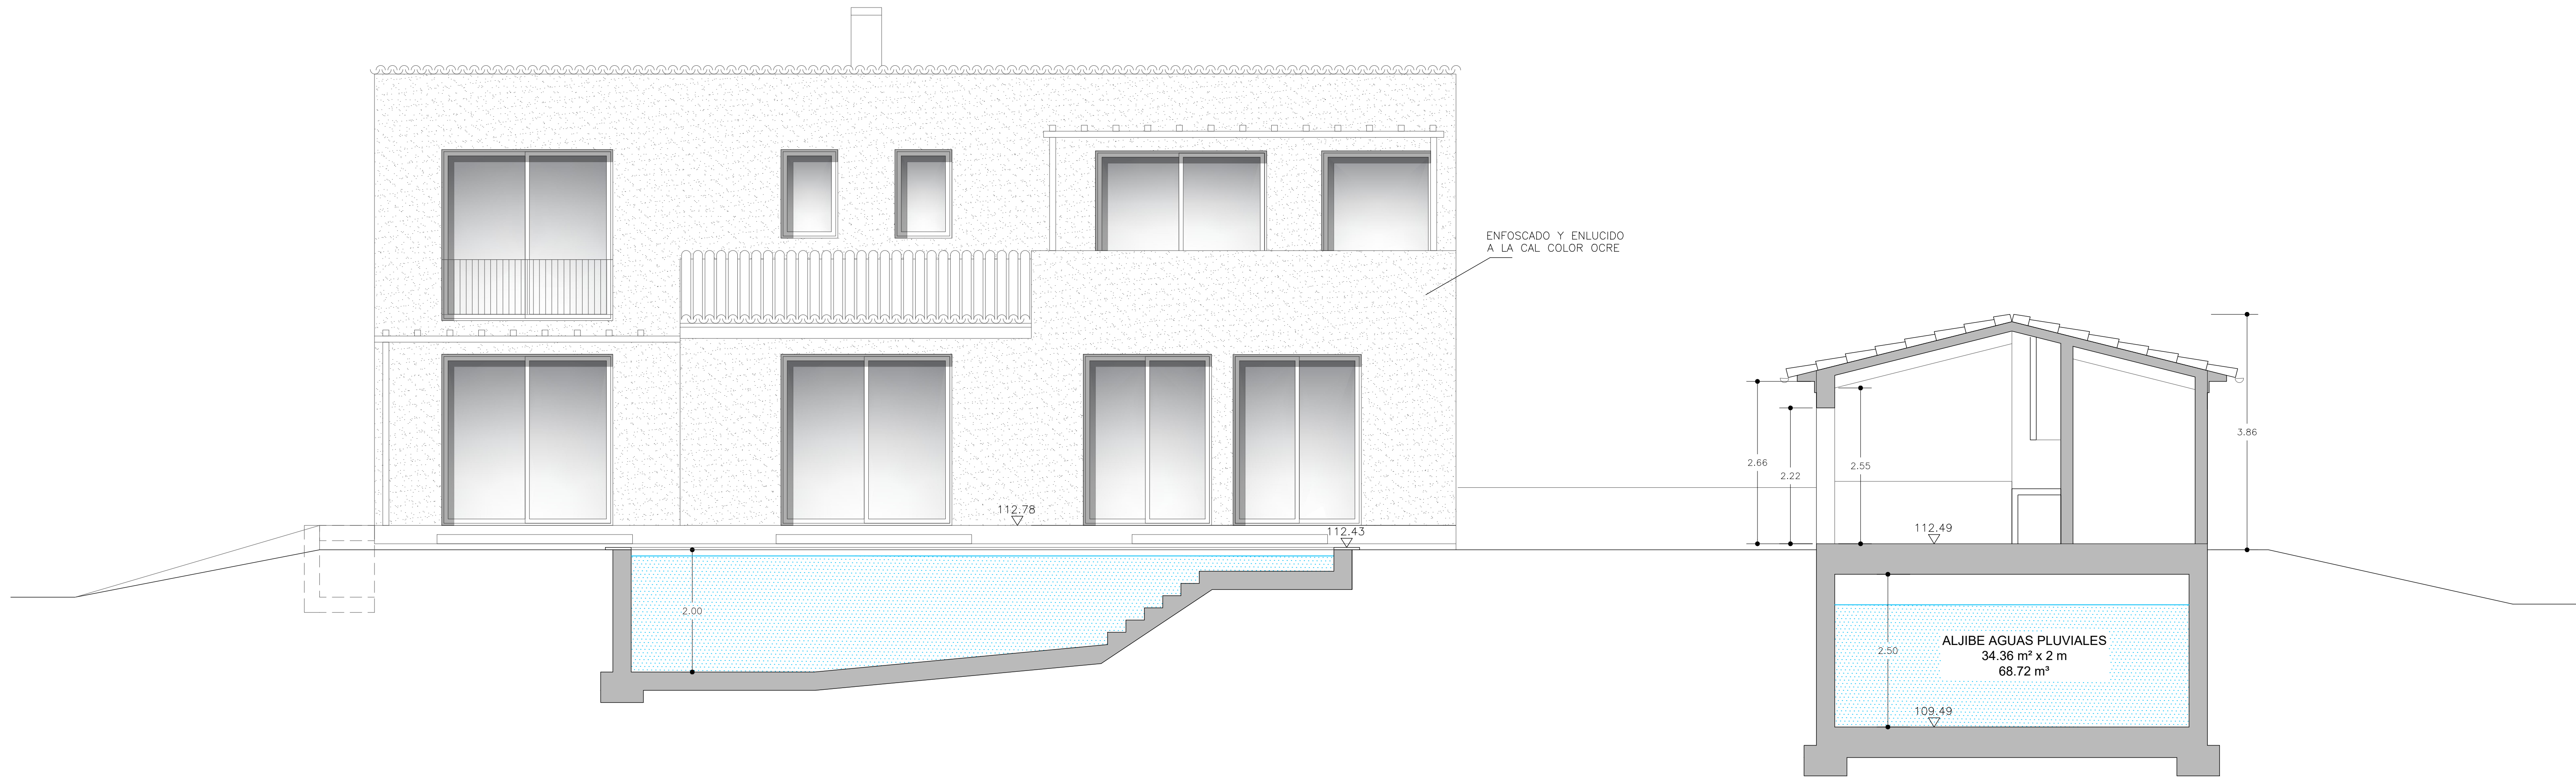 ENFOSCADO Y ENLUCIDO
A LA CAL COLOR OCRE
112.78
112.43
2.00
2.66
2.22
2.55
3.86
112.49
2.50
ALJIBE AGUAS PLUVIALES
34.36 m² x 2 m
68.72 m³
109.49